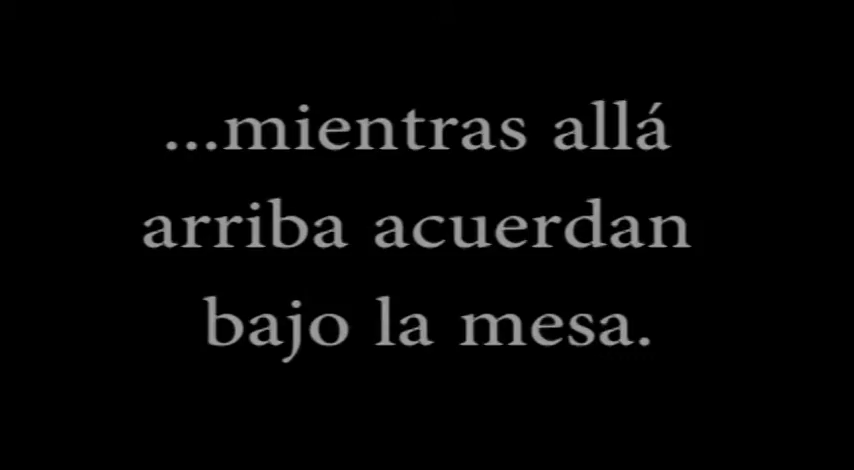 ...mientras allá
arriba acuerdan
bajo la mesa.